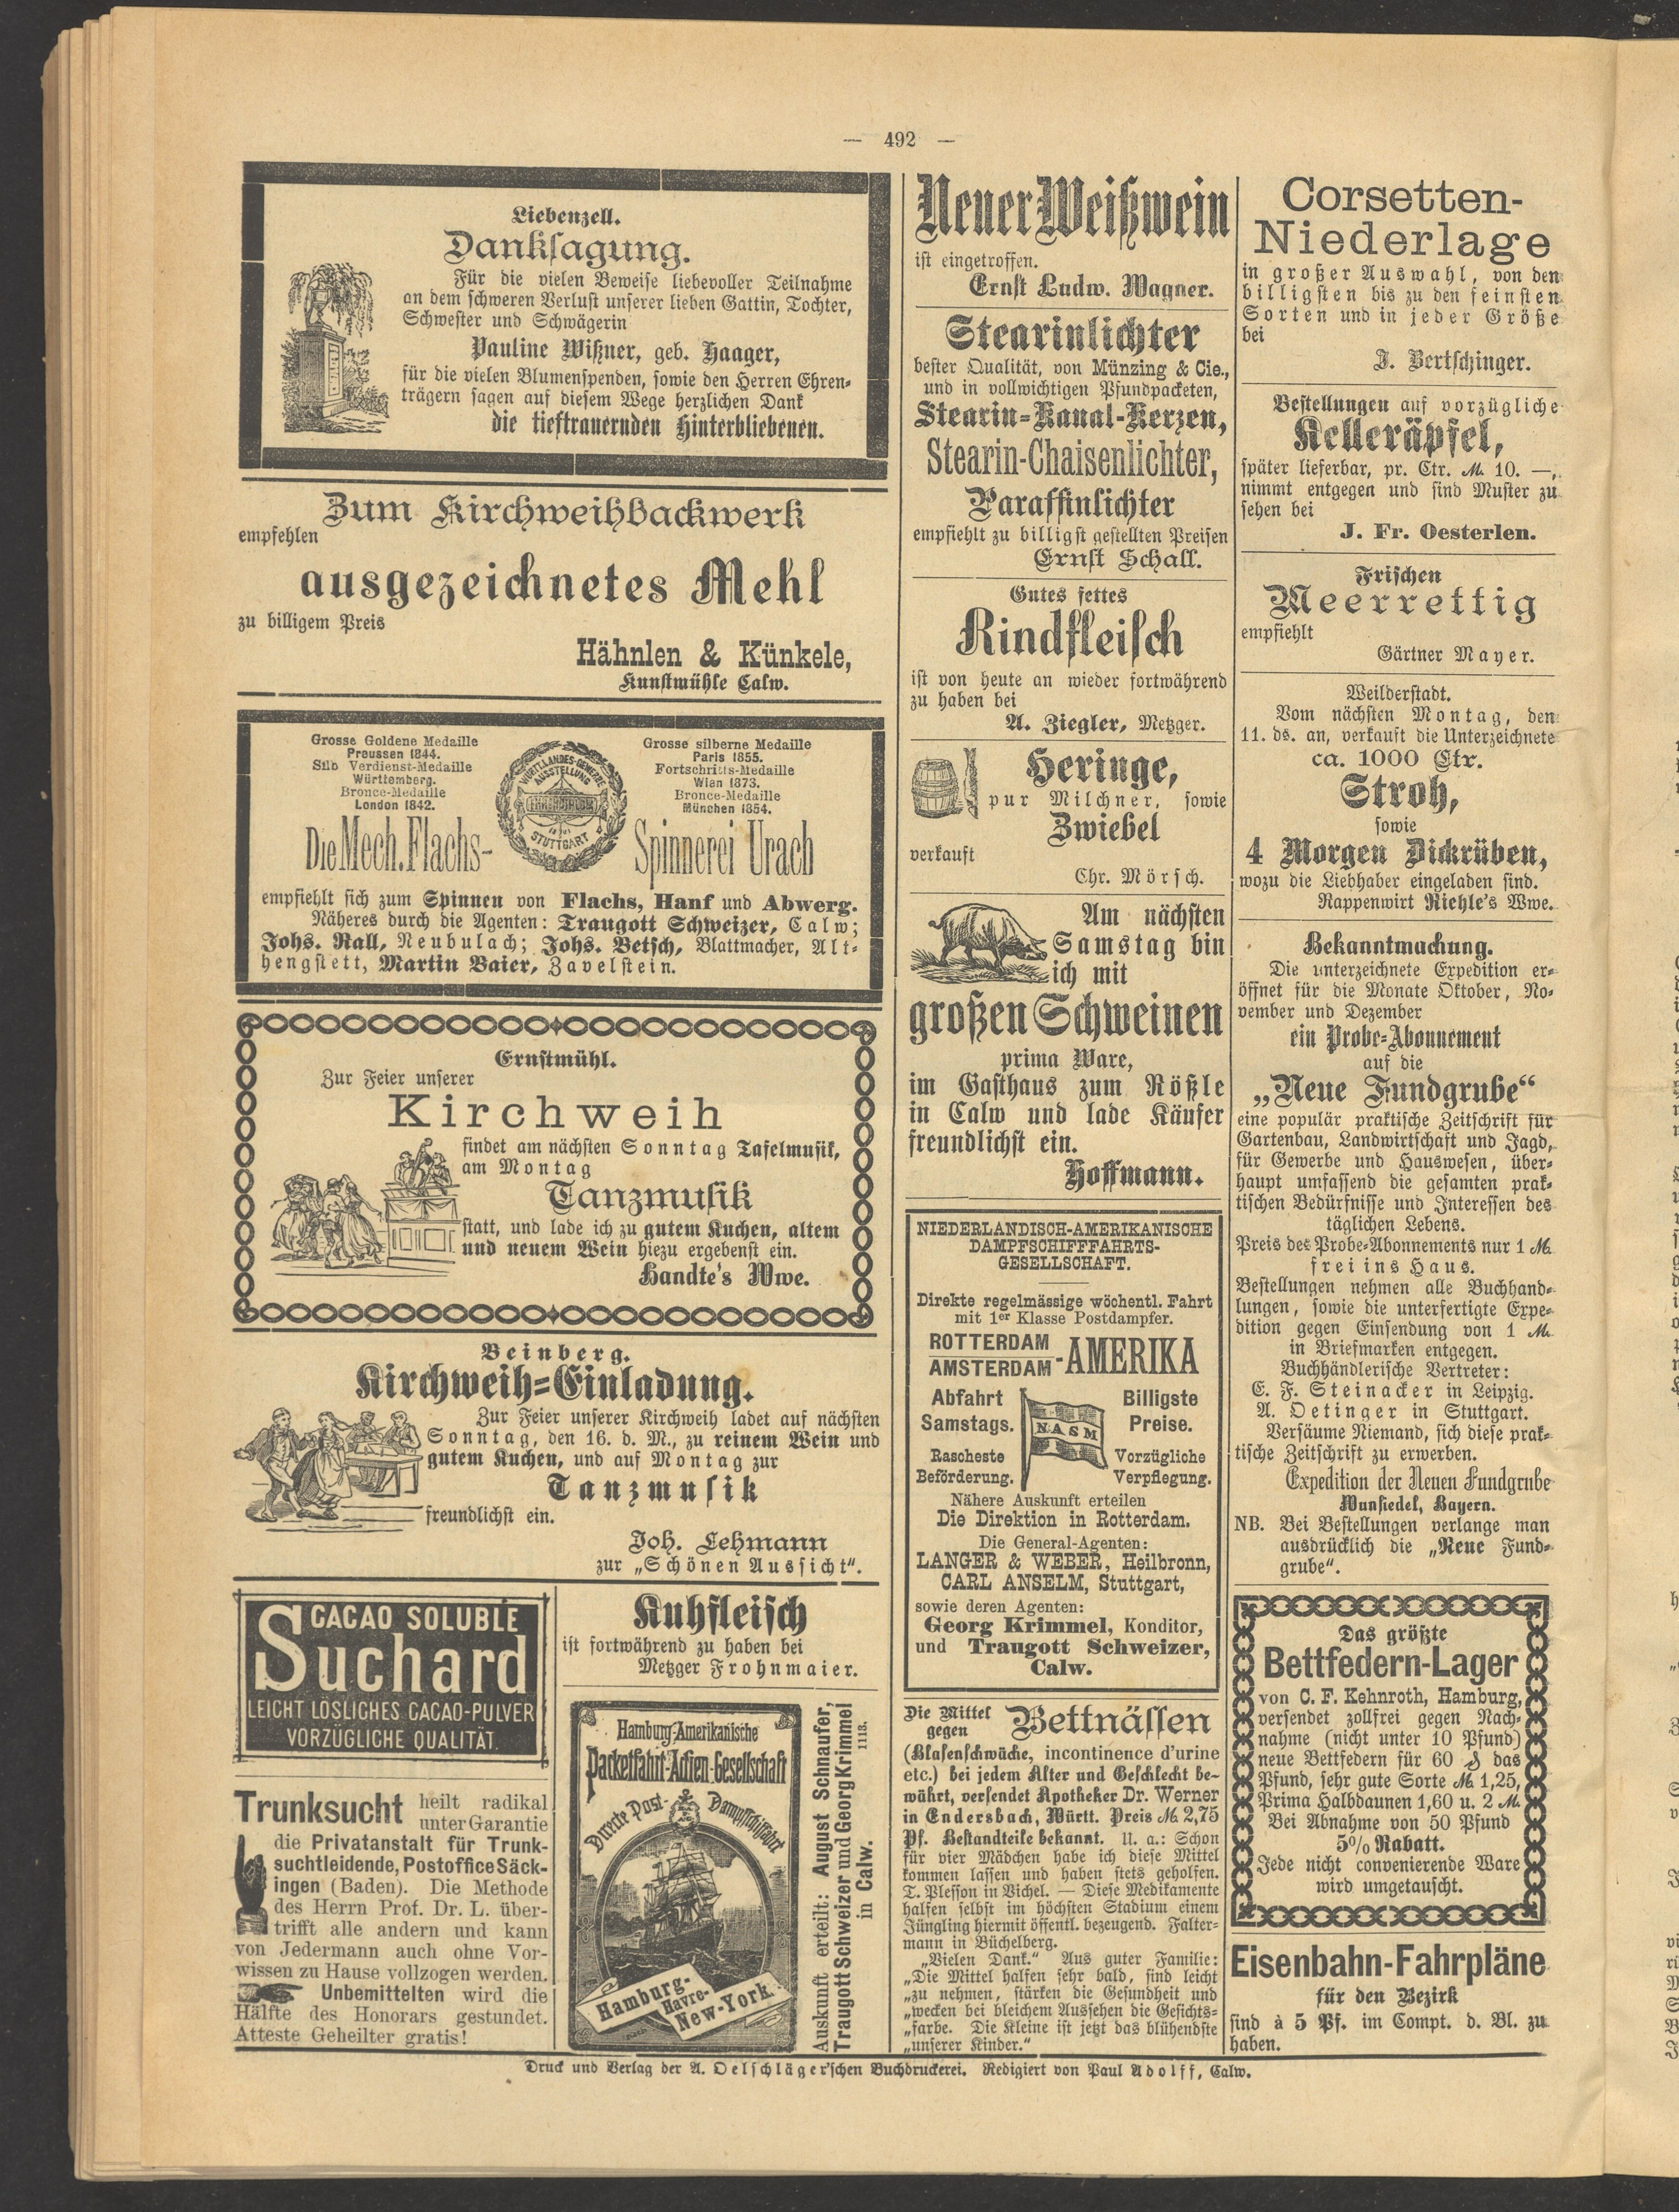 — 492 —
Liebenzell.
Danksagung.
Für die vielen Beweise liebevoller Teilnahme
an dem schweren Verlust unserer lieben Gattin, Tochter,
Schwester und Schwägerin
Pauline Wißner, geb. Haager,
für die vielen Blumenspenden, sowie den Herren Ehren-
trägern sagen auf diesem Wege herzlichen Dank
die tieftrauernden Hinterbliebenen.
Zum Kirchweihbackwerk
empfehlen
ausgezeichnetes Mehl
zu billigem Preis
Hähnlen & Künkele,
Kunstmühle Calw.
Grosse Goldene Medaille
Preussen 1844.
Silb Verdienst-Medaille
Württemberg.
Bronce-Medaille
London 1842.
WÜRTT. LANDES-GEWERBE
AUSSTELLUNG
1881
STUTTGART
Grosse silberne Medaille
Paris 1855.
Fortschritts-Medaille
Wien 1873.
Bronce-Medaille
München 1854.
Die Mech. Flachs-Spinnerei Urach
empfiehlt sich zum Spinnen von Flachs, Hanf und Abwerg.
Näheres durch die Agenten: Traugott Schweizer, Calw;
Johs. Rall, Neubulach; Johs. Betsch, Blattmacher, Alt-
hengstett, Martin Baier, Zavelstein.
Ernstmühl.
Zur Feier unserer
Kirchweih
findet am nächsten Sonntag Tafelmusik,
am Montag
Tanzmusik
statt, und lade ich zu gutem Kuchen, altem
und neuem Wein hiezu ergebenst ein.
Handte's Wwe.
Beinberg.
Kirchweih-Einladung.
Zur Feier unserer Kirchweih ladet auf nächsten
Sonntag, den 16. d. M., zu reinem Wein und
gutem Kuchen, und auf Montag zur
Tanzmusik
freundlichst ein.
Joh. Lehmann
zur „Schönen Aussicht“.
CACAO SOLUBLE
Suchard
LEICHT LÖSLICHES CACAO-PULVER
VORZÜGLICHE QUALITÄT.
Trunksucht heilt radikal
unter Garantie
die Privatanstalt für Trunk-
suchtleidende, Postoffice Säck-
ingen (Baden). Die Methode
des Herrn Prof. Dr. L. über-
trifft alle andern und kann
von Jedermann auch ohne Vor-
wissen zu Hause vollzogen werden.
Unbemittelten wird die
Hälfte des Honorars gestundet.
Atteste Geheilter gratis!
Kuhfleisch
ist fortwährend zu haben bei
Metzger Frohnmaier.
Hamburg-Amerikanische
Packetfahrt-Actien-Gesellschaft
Directe Post-Dampfschiffahrt
Hamburg-
Havre-
New-York.
Auskunft erteilt: August Schnaufer,
Traugott Schweizer und Georg Krimmel
in Calw. 1118.
Neuer Weißwein
ist eingetroffen.
Ernst Ludw. Wagner.
Stearinlichter
bester Qualität, von Münzing & Cie.,
und in vollwichtigen Pfundpacketen,
Stearin-Kanal-Kerzen,
Stearin-Chaisenlichter,
Paraffinlichter
empfiehlt zu billigst gestellten Preisen
Ernst Schall.
Gutes fettes
Rindfleisch
ist von heute an wieder fortwährend
zu haben bei
A. Ziegler, Metzger.
Heringe,
pur Milchner, sowie
Zwiebel
verkauft
Chr. Mörsch.
Am nächsten
Samstag bin
ich mit
großen Schweinen
prima Ware,
im Gasthaus zum Rößle
in Calw und lade Käufer
freundlichst ein.
Hoffmann.
NIEDERLANDISCH-AMERIKANISCHE
DAMPFSCHIFFFAHRTS-
GESELLSCHAFT.
Direkte regelmässige wöchentl. Fahrt
mit 1er Klasse Postdampfer.
ROTTERDAM
AMSTERDAM - AMERIKA
Abfahrt
Samstags.
Rascheste
Beförderung.
NASM
Billigste
Preise.
Vorzügliche
Verpflegung.
Nähere Auskunft erteilen
Die Direktion in Rotterdam.
Die General-Agenten:
LANGER & WEBER, Heilbronn,
CARL ANSELM, Stuttgart,
sowie deren Agenten:
Georg Krimmel, Konditor,
und Traugott Schweizer,
Calw.
Die Mittel
gegen Bettnässen
(Blasenschwäche, incontinence d'urine
etc.) bei jedem Alter und Geschlecht be-
währt, versendet Apotheker Dr. Werner
in Endersbach, Württ. Preis M 2,75
Pf. Bestandteile bekannt. U. a.: Schon
für vier Mädchen habe ich diese Mittel
kommen lassen und haben stets geholfen.
T. Plesson in Vichel. — Diese Medikamente
halfen selbst im höchsten Stadium einem
Jüngling hiermit öffentl. bezeugend. Falter-
mann in Büchelberg.
„Vielen Dank.“ Aus guter Familie:
„Die Mittel halfen sehr bald, sind leicht
„zu nehmen, stärken die Gesundheit und
„wecken bei bleichem Aussehen die Gesichts-
„farbe. Die Kleine ist jetzt das blühendste
„unserer Kinder.“
Corsetten-
Niederlage
in großer Auswahl, von den
billigsten bis zu den feinsten
Sorten und in jeder Größe
bei
J. Bertschinger.
Bestellungen auf vorzügliche
Kelleräpfel,
später lieferbar, pr. Ctr. M. 10. —,
nimmt entgegen und sind Muster zu
sehen bei
J. Fr. Oesterlen.
Frischen
Meerrettig
empfiehlt
Gärtner Mayer.
Weilderstadt.
Vom nächsten Montag, den
11. ds. an, verkauft die Unterzeichnete
ca. 1000 Ctr.
Stroh,
sowie
4 Morgen Dickrüben,
wozu die Liebhaber eingeladen sind.
Rappenwirt Riehle's Wwe.
Bekanntmachung.
Die unterzeichnete Expedition er-
öffnet für die Monate Oktober, No-
vember und Dezember
ein Probe-Abonnement
auf die
„Neue Fundgrube“
eine populär praktische Zeitschrift für
Gartenbau, Landwirtschaft und Jagd,
für Gewerbe und Hauswesen, über-
haupt umfassend die gesamten prak-
tischen Bedürfnisse und Interessen des
täglichen Lebens.
Preis des Probe-Abonnements nur 1 M.
frei ins Haus.
Bestellungen nehmen alle Buchhand-
lungen, sowie die unterfertigte Expe-
dition gegen Einsendung von 1 M.
in Briefmarken entgegen.
Buchhändlerische Vertreter:
E. F. Steinacker in Leipzig.
A. Oetinger in Stuttgart.
Versäume Niemand, sich diese prak-
tische Zeitschrift zu erwerben.
Expedition der Neuen Fundgrube
Wunsiedel, Bayern.
NB. Bei Bestellungen verlange man
ausdrücklich die „Neue Fund-
grube“.
Das größte
Bettfedern-Lager
von C. F. Kehnroth, Hamburg,
versendet zollfrei gegen Nach-
nahme (nicht unter 10 Pfund)
neue Bettfedern für 60 ₰ das
Pfund, sehr gute Sorte M. 1,25,
Prima Halbdaunen 1,60 u. 2 M.
Bei Abnahme von 50 Pfund
5% Rabatt.
Jede nicht convenierende Ware
wird umgetauscht.
Eisenbahn-Fahrpläne
für den Bezirk
sind à 5 Pf. im Compt. d. Bl. zu
haben.
Druck und Verlag der A. Oelschläger'schen Buchdruckerei. Redigiert von Paul Adolff, Calw.